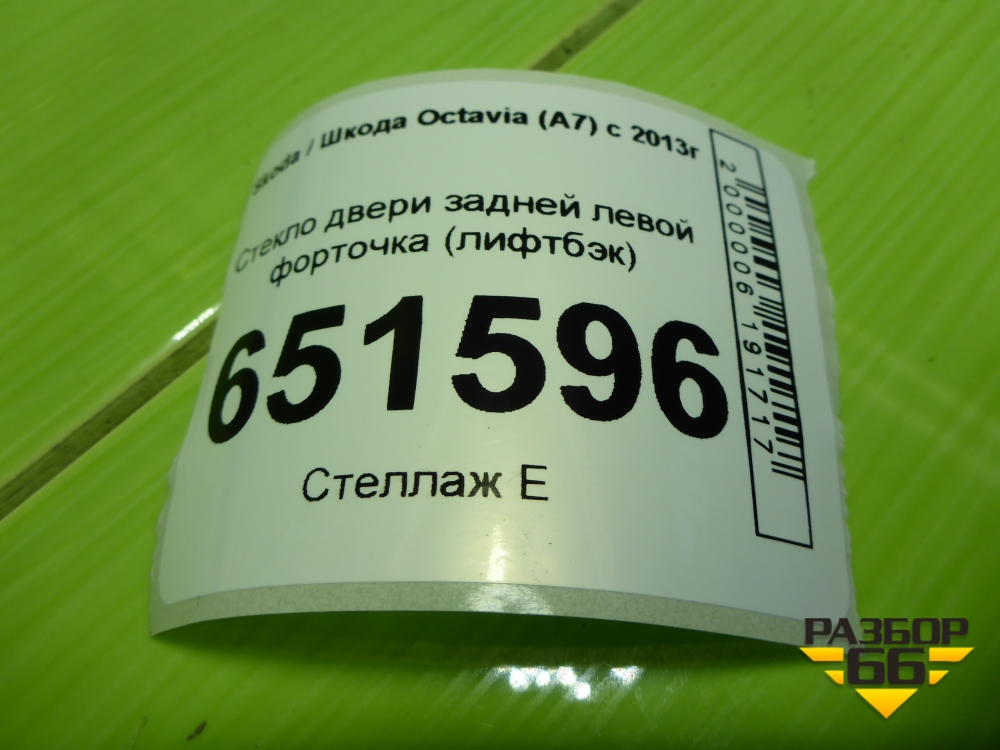 Skoda / Шкода Octavia (A7) с 2013г
Стекло двери задней левой
форточка (лифтбэк)
651596
Стеллаж Е
2000006191717
РАЗБОР
66